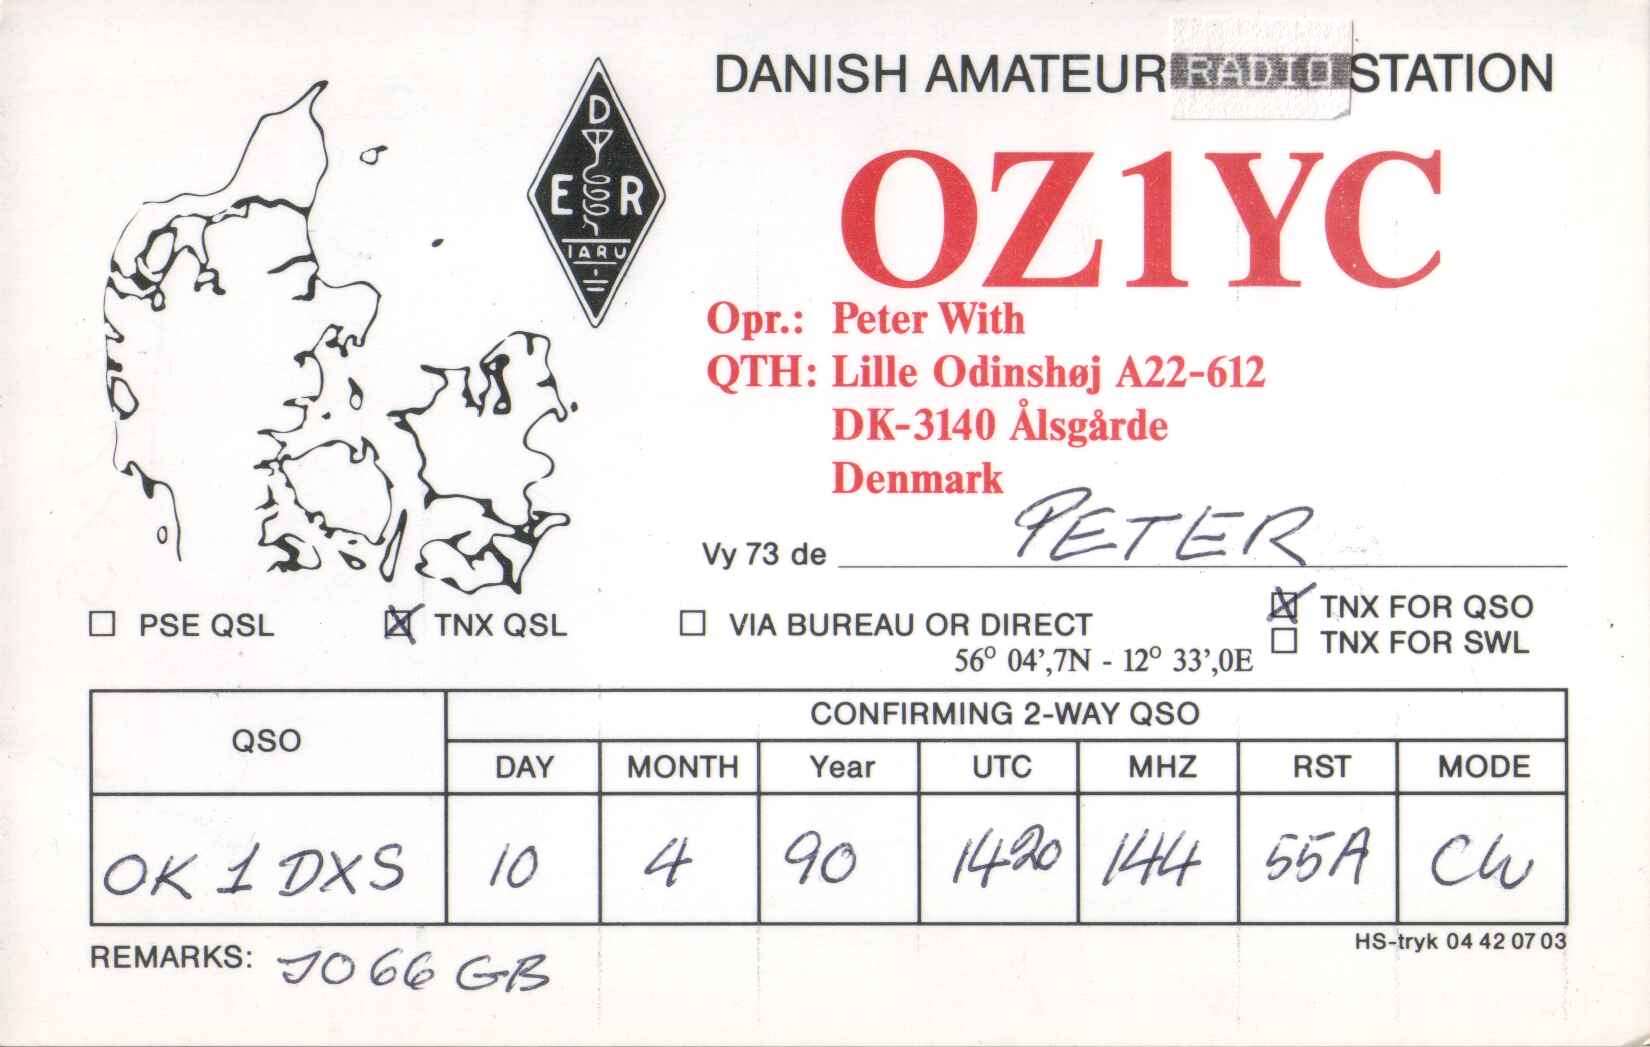 DANISH AMATEUR RADIO STATION
D
E R
IARU
OZ1YC
Opr.: Peter With
QTH: Lille Odinshøj A22-612
DK-3140 Ålsgårde
Denmark
Vy 73 de PETER
PSE QSL TNX QSL VIA BUREAU OR DIRECT TNX FOR QSO
TNX FOR SWL
56° 04',7N - 12° 33',0E
QSO CONFIRMING 2-WAY QSO
DAY MONTH Year UTC MHZ RST MODE
OK 1 DXS 10 4 90 1420 144 55A CW
HS-tryk 04 42 07 03
REMARKS: JO 66 GB